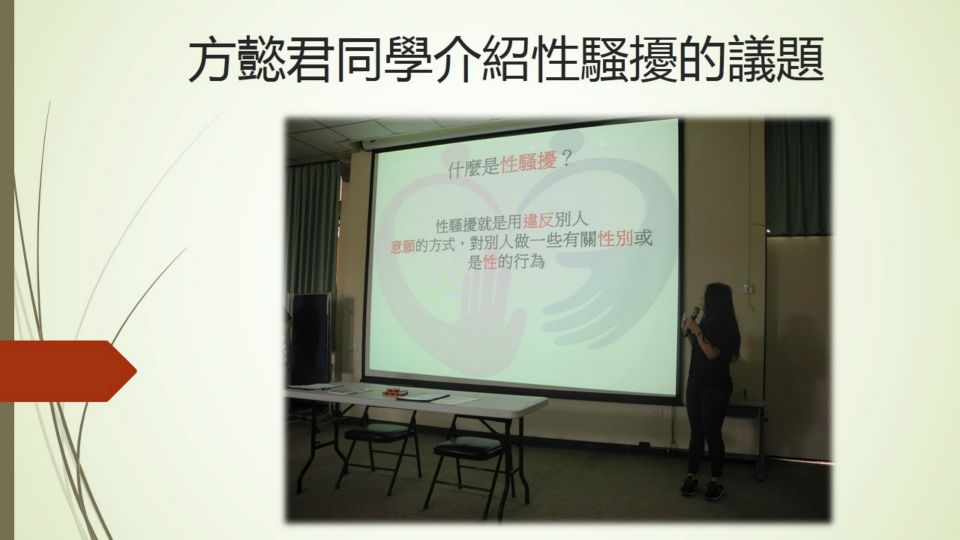 方懿君同學介紹性騷擾的議題
什麼是性騷擾？
性騷擾就是用違反別人
意願的方式，對別人做一些有關性別或
是性的行為